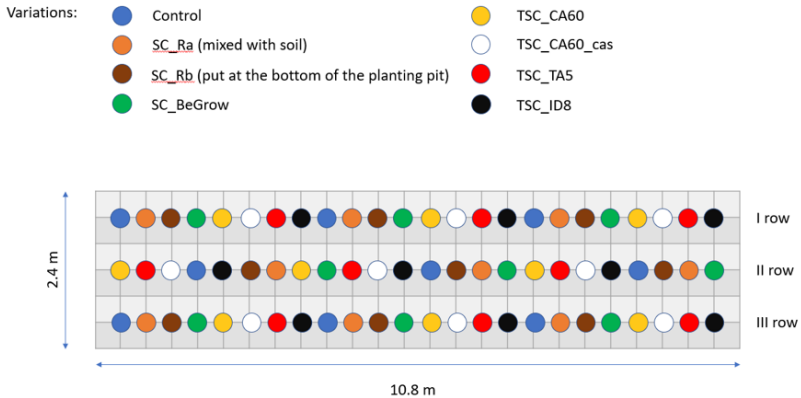 Variations:
Control
SC_Ra (mixed with soil)
SC_Rb (put at the bottom of the planting pit)
SC_BeGrow
TSC_CA60
TSC_CA60_cas
TSC_TA5
TSC_ID8
I row
II row
III row
2.4 m
10.8 m